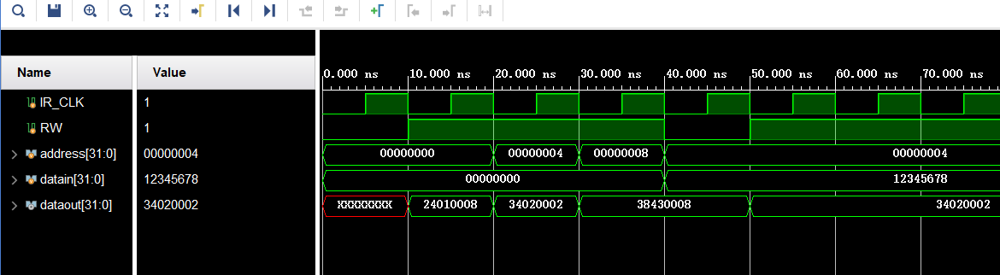 Name Value
0.000 ns 10.000 ns 20.000 ns 30.000 ns 40.000 ns 50.000 ns 60.000 ns 70.000 ns
IR_CLK 1
RW 1
address[31:0] 00000004 00000000 00000004 00000008 00000004
datain[31:0] 12345678 00000000 12345678
dataout[31:0] 34020002 XXXXXXXX 24010008 34020002 38430008 34020002